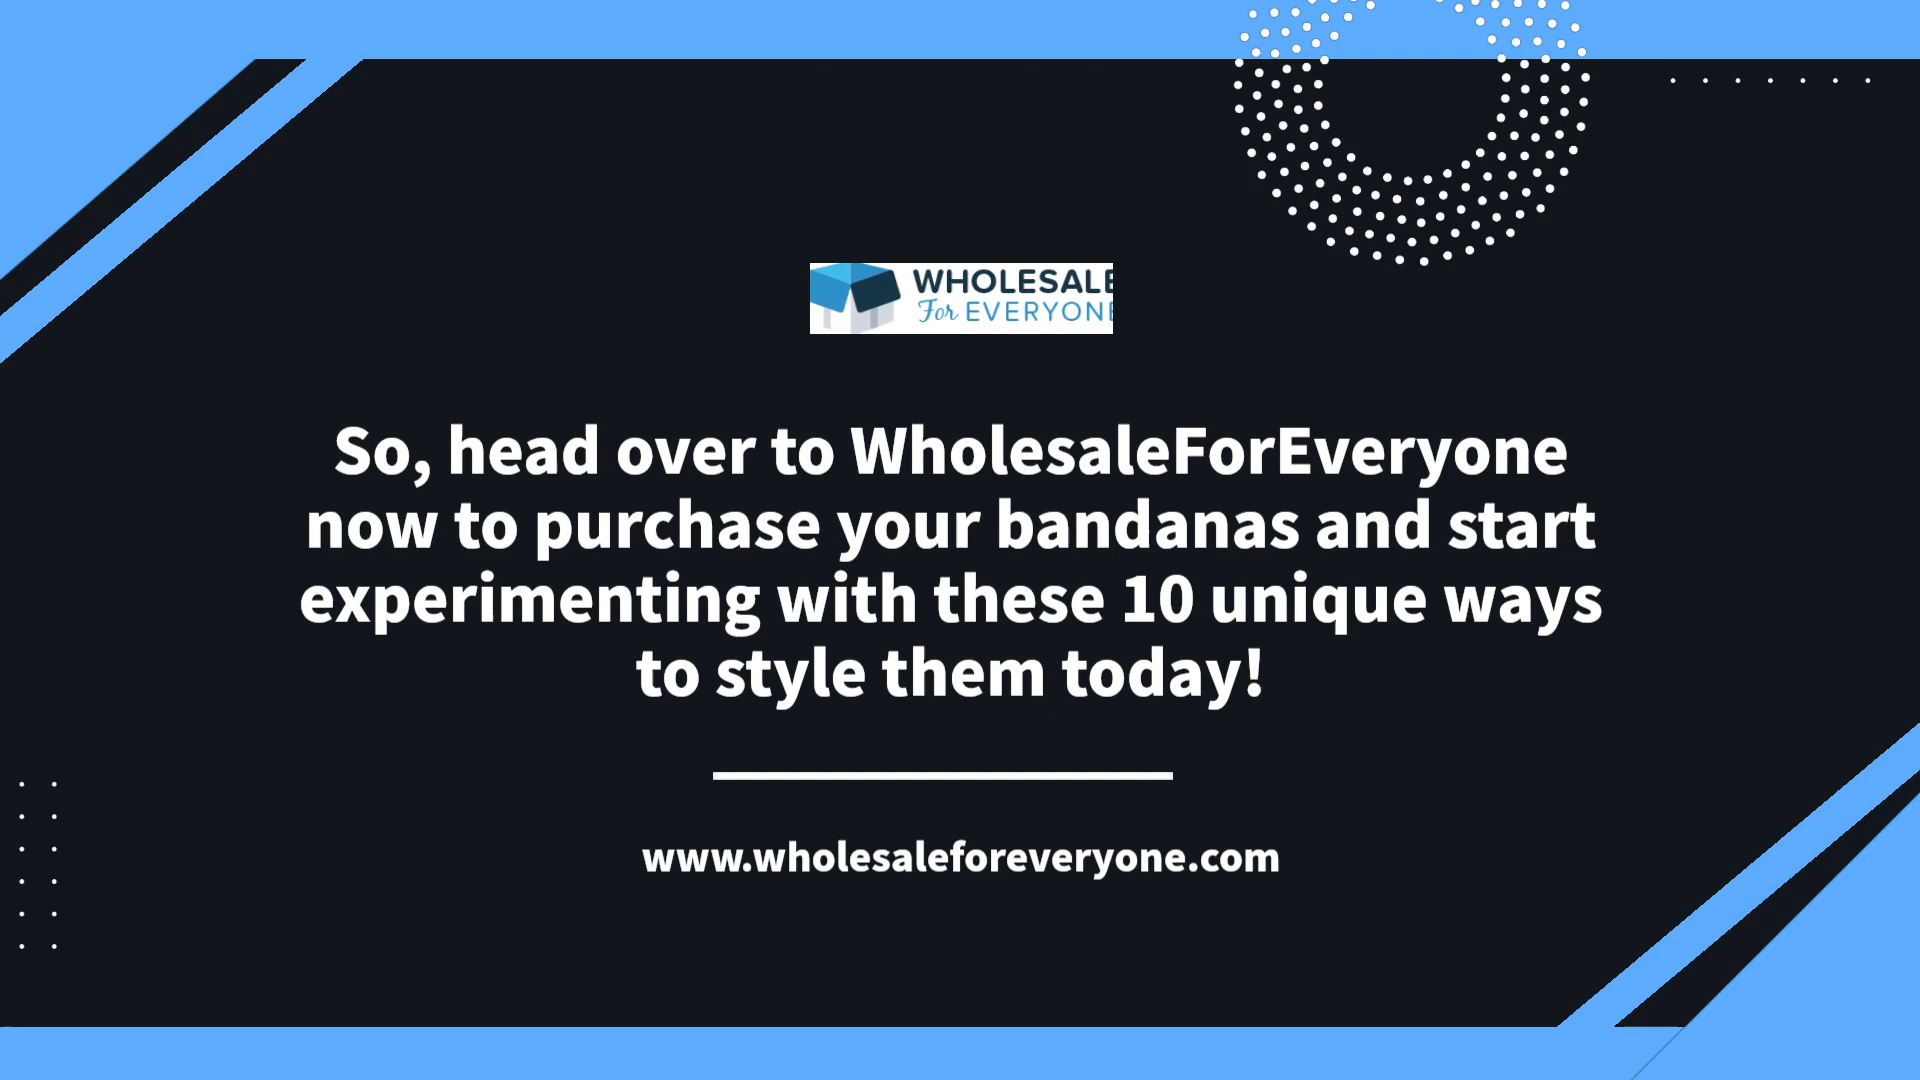 WHOLESALE
For EVERYONE
So, head over to WholesaleForEveryone
now to purchase your bandanas and start
experimenting with these 10 unique ways
to style them today!
www.wholesaleforeveryone.com